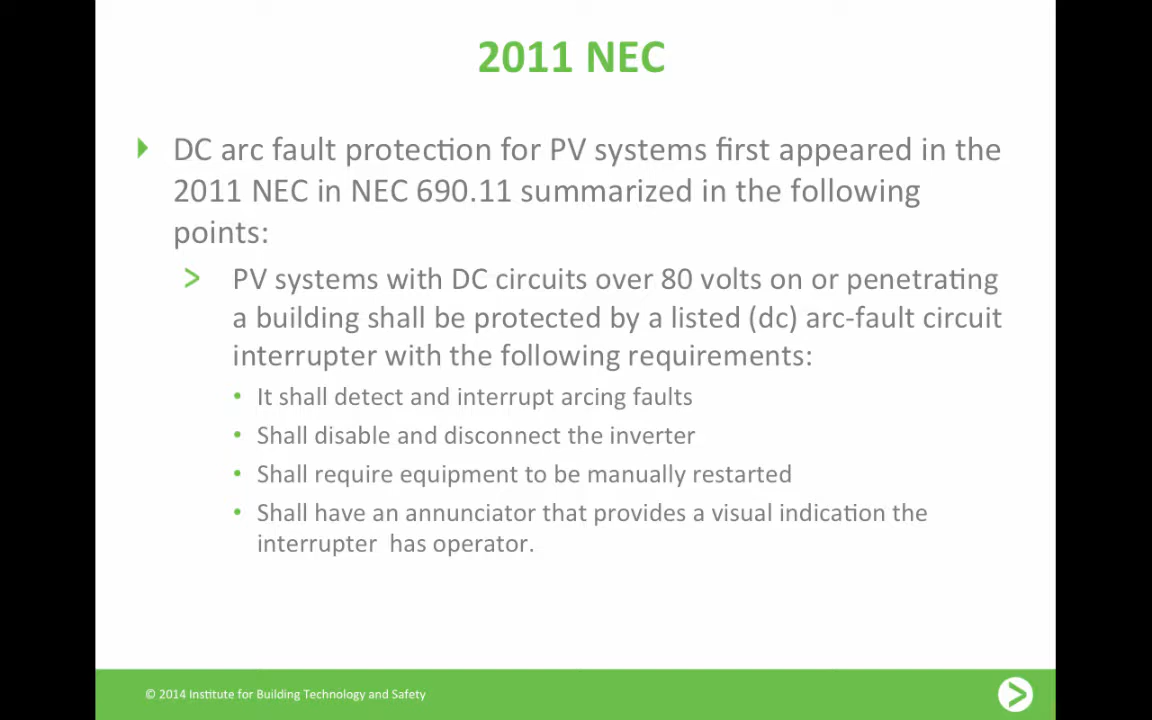 2011 NEC
DC arc fault protection for PV systems first appeared in the
2011 NEC in NEC 690.11 summarized in the following
points:
> PV systems with DC circuits over 80 volts on or penetrating
a building shall be protected by a listed (dc) arc-fault circuit
interrupter with the following requirements:
• It shall detect and interrupt arcing faults
• Shall disable and disconnect the inverter
• Shall require equipment to be manually restarted
• Shall have an annunciator that provides a visual indication the
interrupter  has operator.
© 2014 Institute for Building Technology and Safety